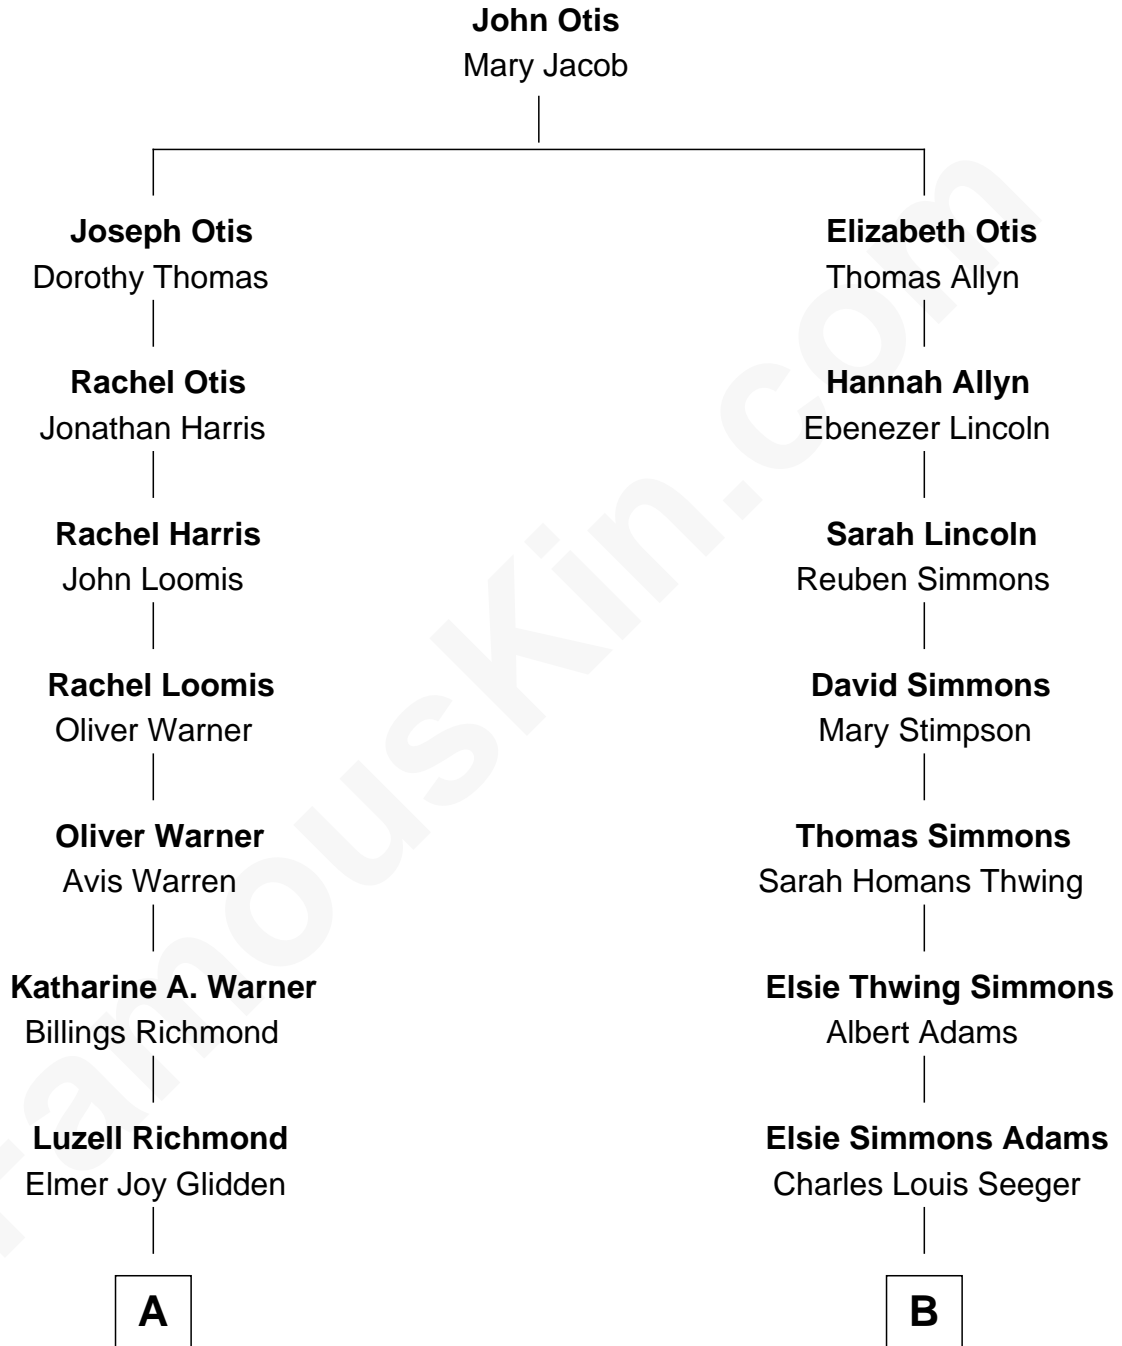 John Otis
Mary Jacob
Joseph Otis
Dorothy Thomas
Elizabeth Otis
Thomas Allyn
Rachel Otis
Jonathan Harris
Hannah Allyn
Ebenezer Lincoln
Rachel Harris
John Loomis
Sarah Lincoln
Reuben Simmons
Rachel Loomis
Oliver Warner
David Simmons
Mary Stimpson
Oliver Warner
Avis Warren
Thomas Simmons
Sarah Homans Thwing
Katharine A. Warner
Billings Richmond
Elsie Thwing Simmons
Albert Adams
Luzell Richmond
Elmer Joy Glidden
Elsie Simmons Adams
Charles Louis Seeger
A
B
FamousKin.com